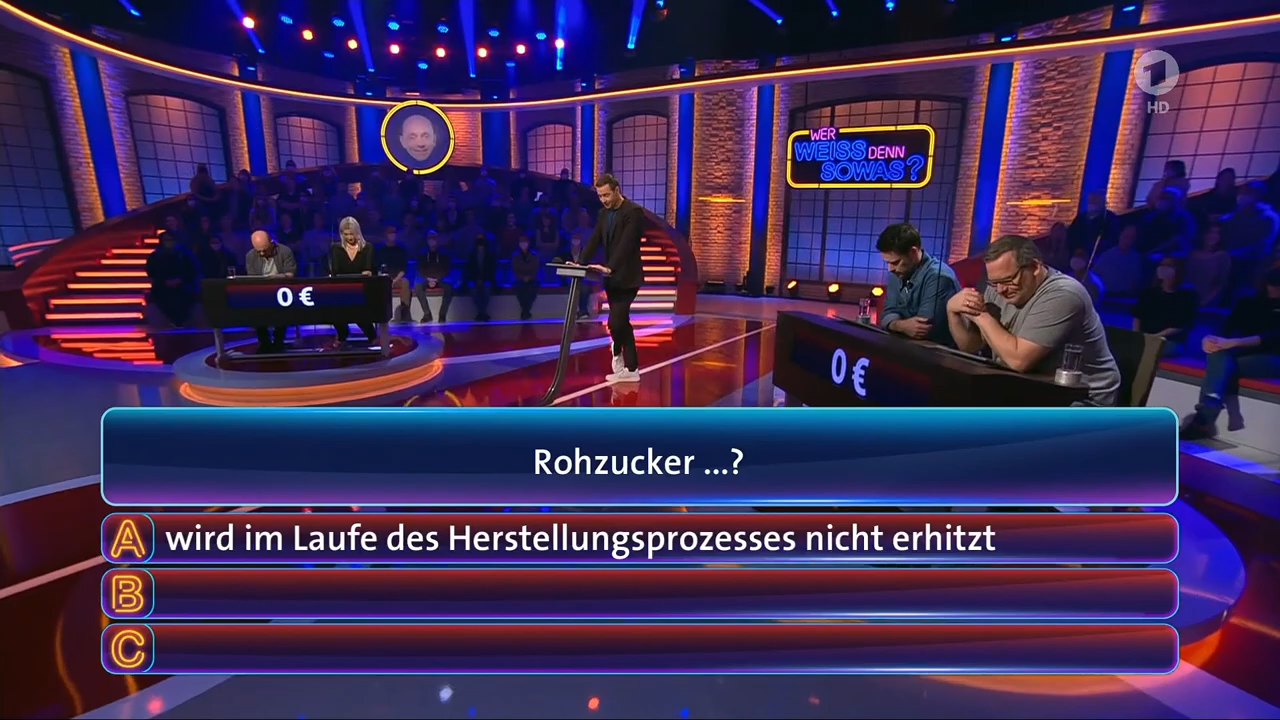 1
HD
WER
WEISS DENN
SOWAS?
0 €
0 €
Rohzucker ...?
A wird im Laufe des Herstellungsprozesses nicht erhitzt
B
C